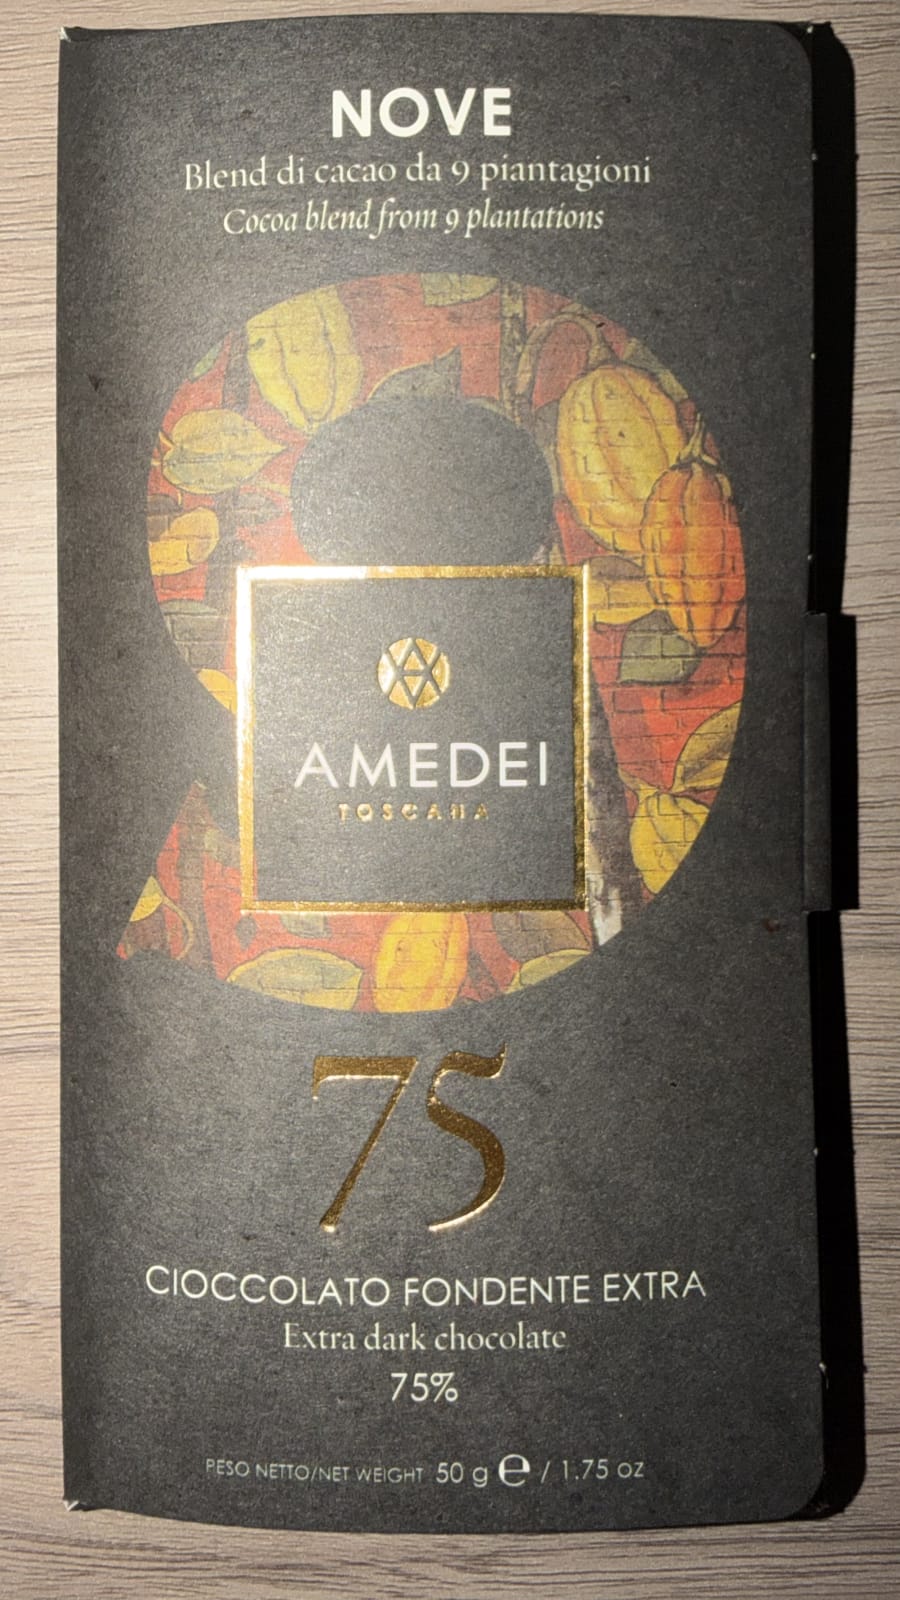 NOVE
Blend di cacao da 9 piantagioni
Cocoa blend from 9 plantations
AMEDEI
TOSCANA
75
CIOCCOLATO FONDENTE EXTRA
Extra dark chocolate
75%
PESO NETTO/NET WEIGHT 50 g ℮ / 1.75 oz